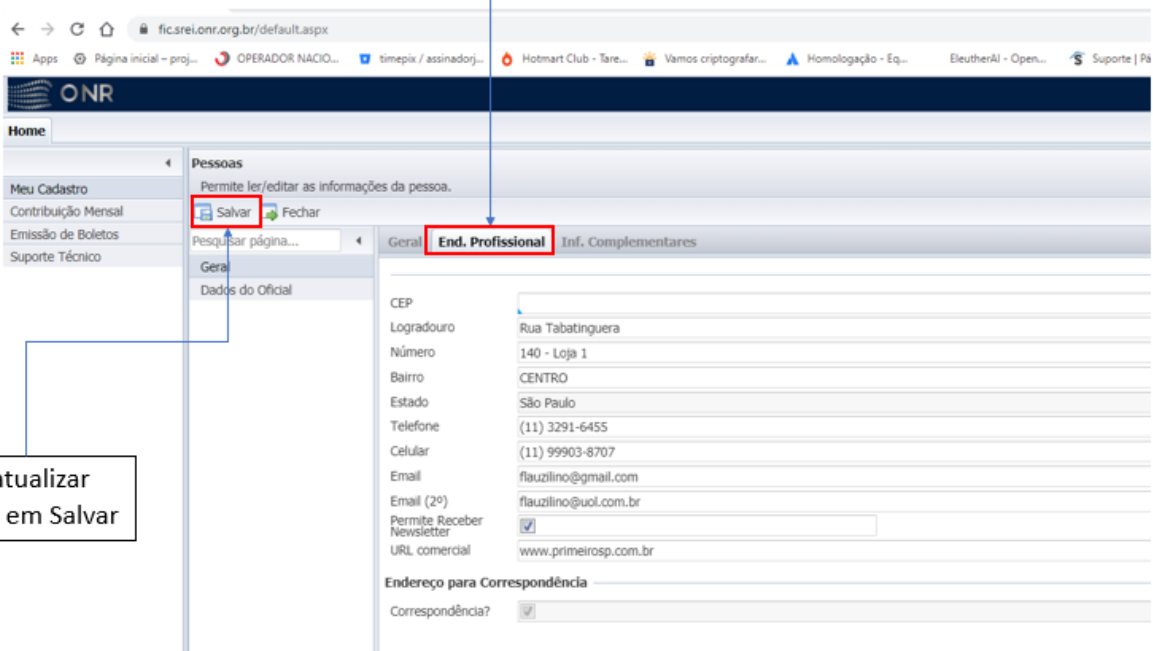 fic.srei.onr.org.br/default.aspx
Apps Página inicial – proj... OPERADOR NACIO... timepix / assinadorj... Hotmart Club - Tare... Vamos criptografar... Homologação - Eq... EleutherAI - Open... Suporte | Pá
ONR
Home
Pessoas
Meu Cadastro
Permite ler/editar as informações da pessoa.
Contribuição Mensal
Salvar Fechar
Emissão de Boletos
Pesquisar página...
Geral End. Profissional Inf. Complementares
Suporte Técnico
Geral
Dados do Oficial
CEP
Logradouro Rua Tabatinguera
Número 140 - Loja 1
Bairro CENTRO
Estado São Paulo
Telefone (11) 3291-6455
Celular (11) 99903-8707
Email flauzilino@gmail.com
Email (2º) flauzilino@uol.com.br
Permite Receber
Newsletter
URL comercial www.primeirosp.com.br
Endereço para Correspondência
Correspondência?
atualizar
em Salvar